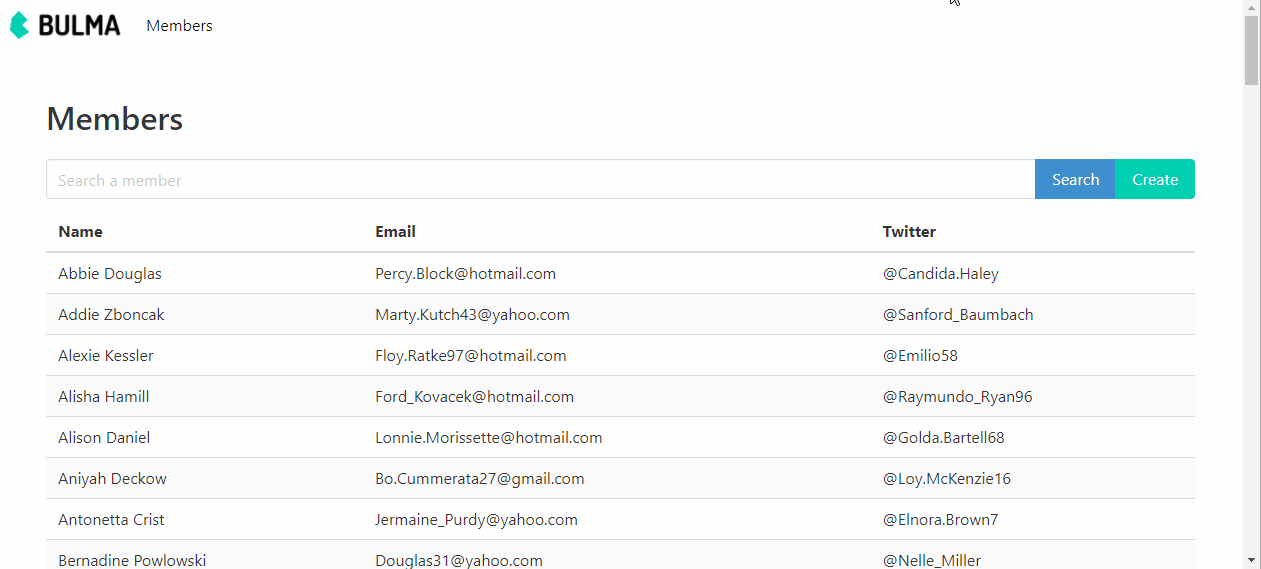 BULMA Members
Members
Search a member Search Create
Name Email Twitter
Abbie Douglas Percy.Block@hotmail.com @Candida.Haley
Addie Zboncak Marty.Kutch43@yahoo.com @Sanford_Baumbach
Alexie Kessler Floy.Ratke97@hotmail.com @Emilio58
Alisha Hamill Ford_Kovacek@hotmail.com @Raymundo_Ryan96
Alison Daniel Lonnie.Morissette@hotmail.com @Golda.Bartell68
Aniyah Deckow Bo.Cummerata27@gmail.com @Loy.McKenzie16
Antonetta Crist Jermaine_Purdy@yahoo.com @Elnora.Brown7
Bernadine Powlowski Douglas31@yahoo.com @Nelle_Miller